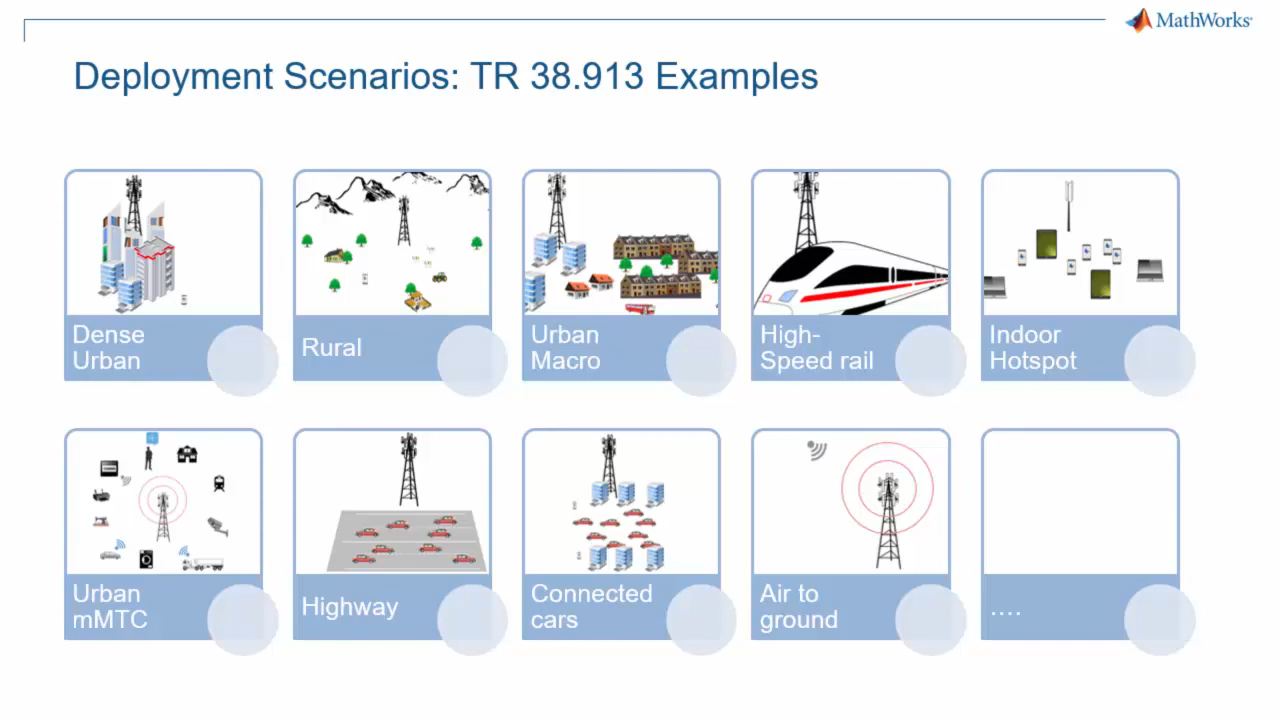 MathWorks
Deployment Scenarios: TR 38.913 Examples
Dense
Urban
Rural
Urban
Macro
High-
Speed rail
Indoor
Hotspot
Urban
mMTC
Highway
Connected
cars
Air to
ground
....